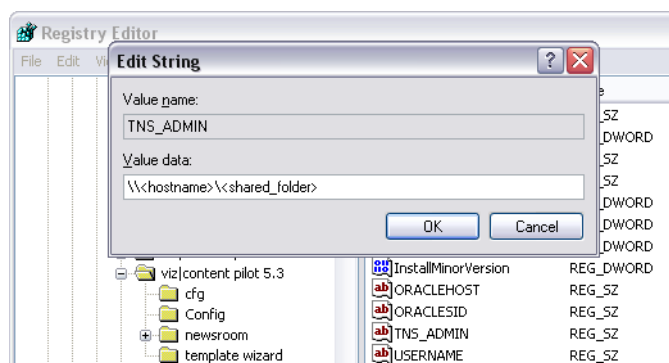 Registry Editor
File Edit Vi
Edit String
Value name:
TNS_ADMIN
Value data:
\\<hostname>\<shared_folder>
OK Cancel
_SZ
_DWORD
_SZ
_SZ
_DWORD
_DWORD
_DWORD
viz|content pilot 5.3
cfg
Config
newsroom
template wizard
InstallMinorVersion REG_DWORD
ORACLEHOST REG_SZ
ORACLESID REG_SZ
TNS_ADMIN REG_SZ
USERNAME REG_SZ